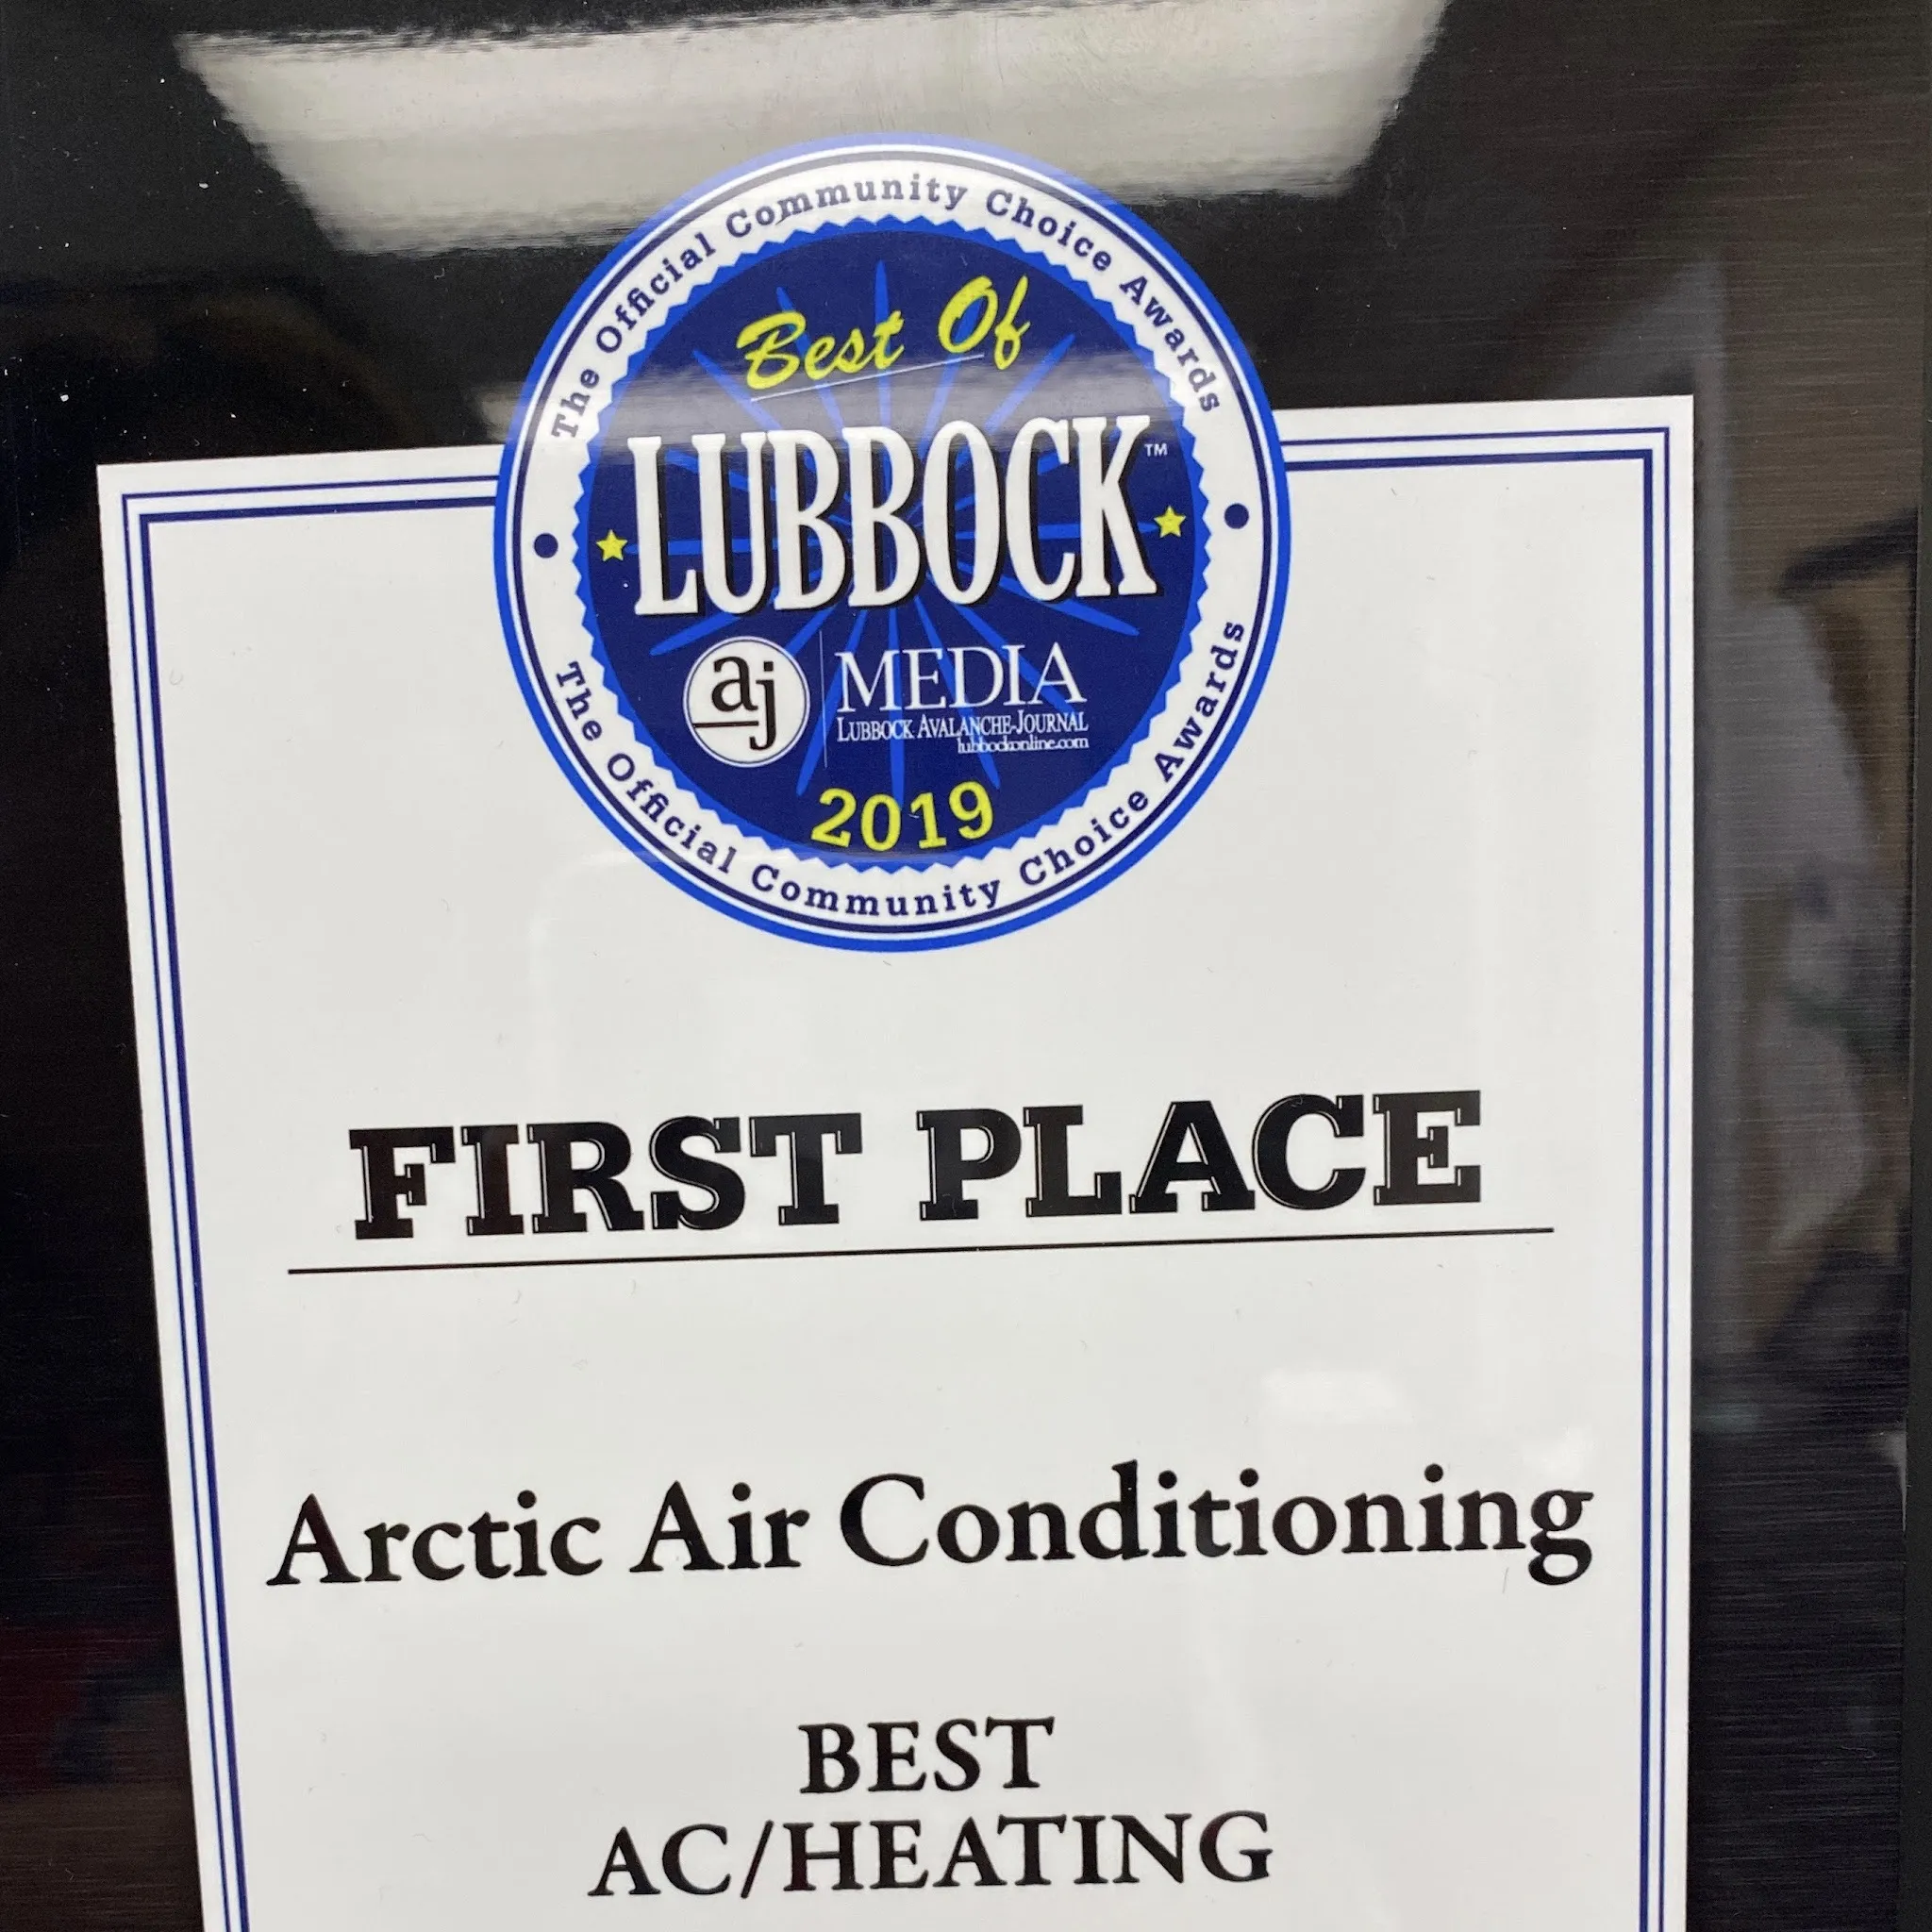 The Official Community Choice Awards
Best Of
LUBBOCK™
aj MEDIA
LUBBOCK AVALANCHE-JOURNAL
lubbockonline.com
2019
The Official Community Choice Awards
FIRST PLACE
Arctic Air Conditioning
BEST
AC/HEATING